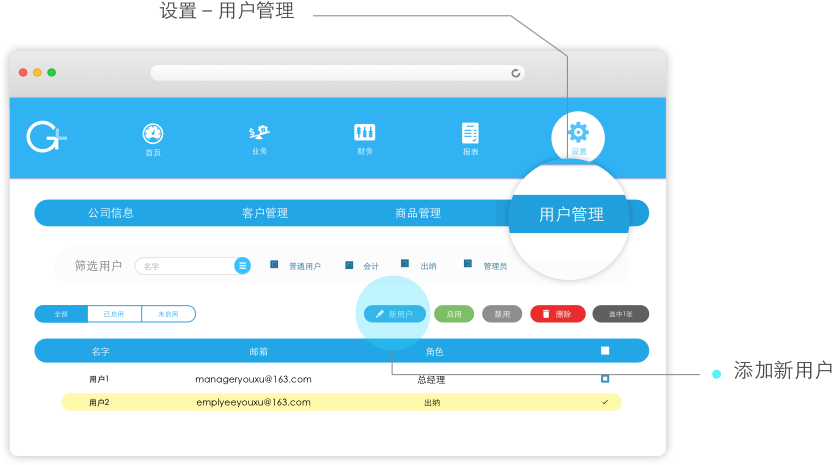 设置 – 用户管理
首页
业务
财务
报表
设置
公司信息
客户管理
商品管理
用户管理
筛选用户
名字
普通用户
会计
出纳
管理员
全部
已启用
未启用
新用户
启用
禁用
删除
选中1张
名字
邮箱
角色
用户1
manageryouxu@163.com
总经理
用户2
emplyeeyouxu@163.com
出纳
添加新用户